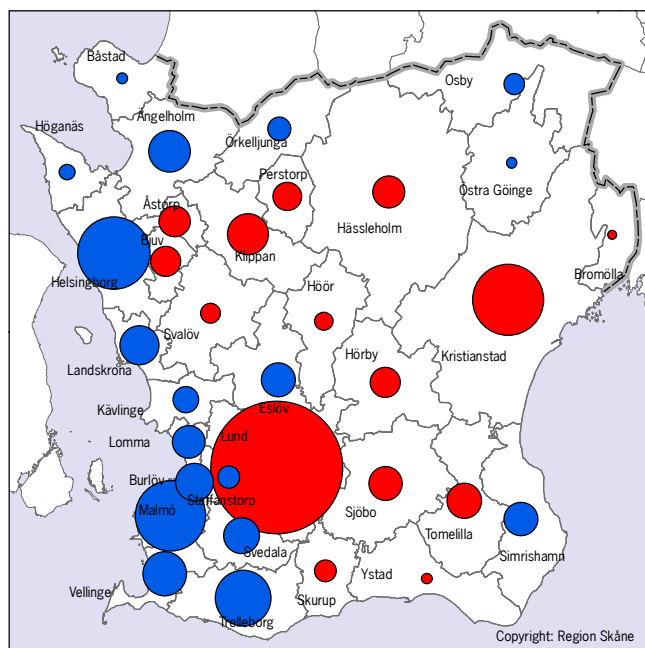 Båstad
Osby
Ängelholm
Höganäs
Örkelljunga
Perstorp
Östra Göinge
Åstorp
Hässleholm
Bjuv
Klippan
Helsingborg
Bromölla
Höör
Svalöv
Hörby
Kristianstad
Landskrona
Kävlinge
Eslöv
Lomma
Lund
Burlöv
Staffanstorp
Malmö
Sjöbo
Tomelilla
Svedala
Simrishamn
Ystad
Vellinge
Skurup
Trelleborg
Copyright: Region Skåne